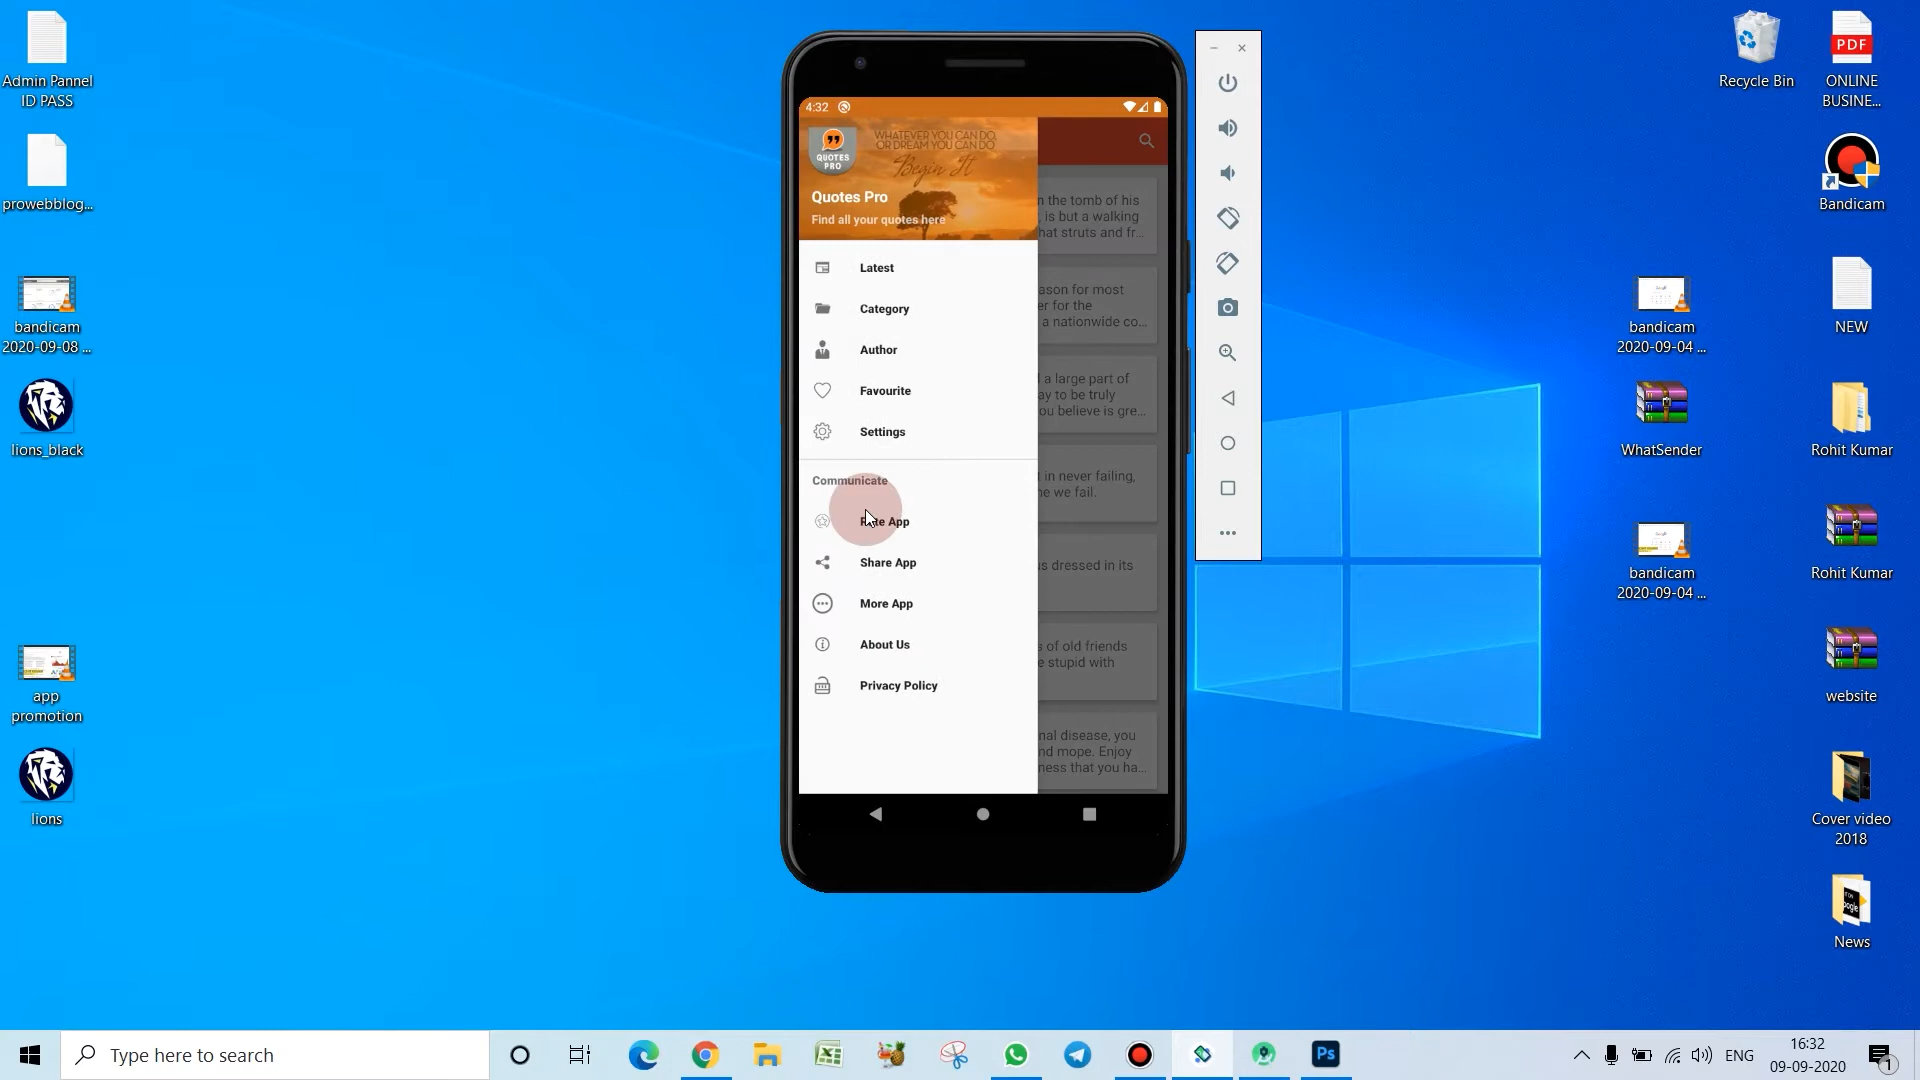 Admin Pannel
ID PASS
prowebblog...
bandicam
2020-09-08 ...
lions_black
app
promotion
lions
4:32
QUOTES
PRO
WHATEVER YOU CAN DO,
OR DREAM YOU CAN DO
Begin It
Quotes Pro
Find all your quotes here
Latest
Category
Author
Favourite
Settings
Communicate
Rate App
Share App
More App
About Us
Privacy Policy
n the tomb of his
, is but a walking
hat struts and fr...
ason for most
er for the
a nationwide co...
l a large part of
ay to be truly
ou believe is gre...
t in never failing,
ne we fail.
us dressed in its
s of old friends
e stupid with
nal disease, you
nd mope. Enjoy
ness that you ha...
bandicam
2020-09-04 ...
WhatSender
bandicam
2020-09-04 ...
Recycle Bin
PDF
ONLINE
BUSINE...
Bandicam
NEW
Rohit Kumar
Rohit Kumar
website
Cover video
2018
News
Type here to search
Ps
ENG
16:32
09-09-2020
1